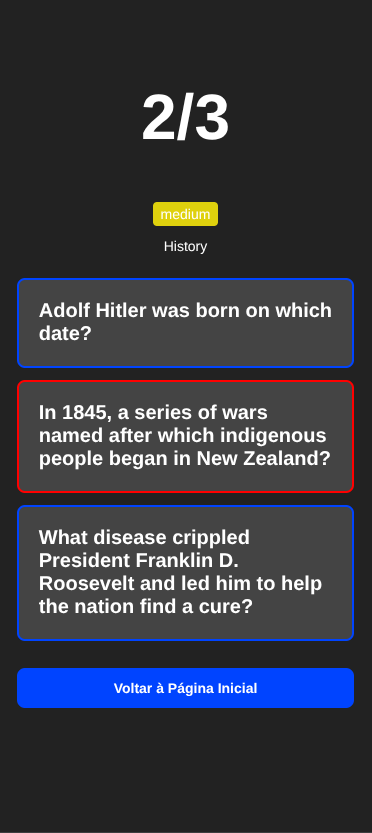 2/3
medium
History
Adolf Hitler was born on which
date?
In 1845, a series of wars
named after which indigenous
people began in New Zealand?
What disease crippled
President Franklin D.
Roosevelt and led him to help
the nation find a cure?
Voltar à Página Inicial